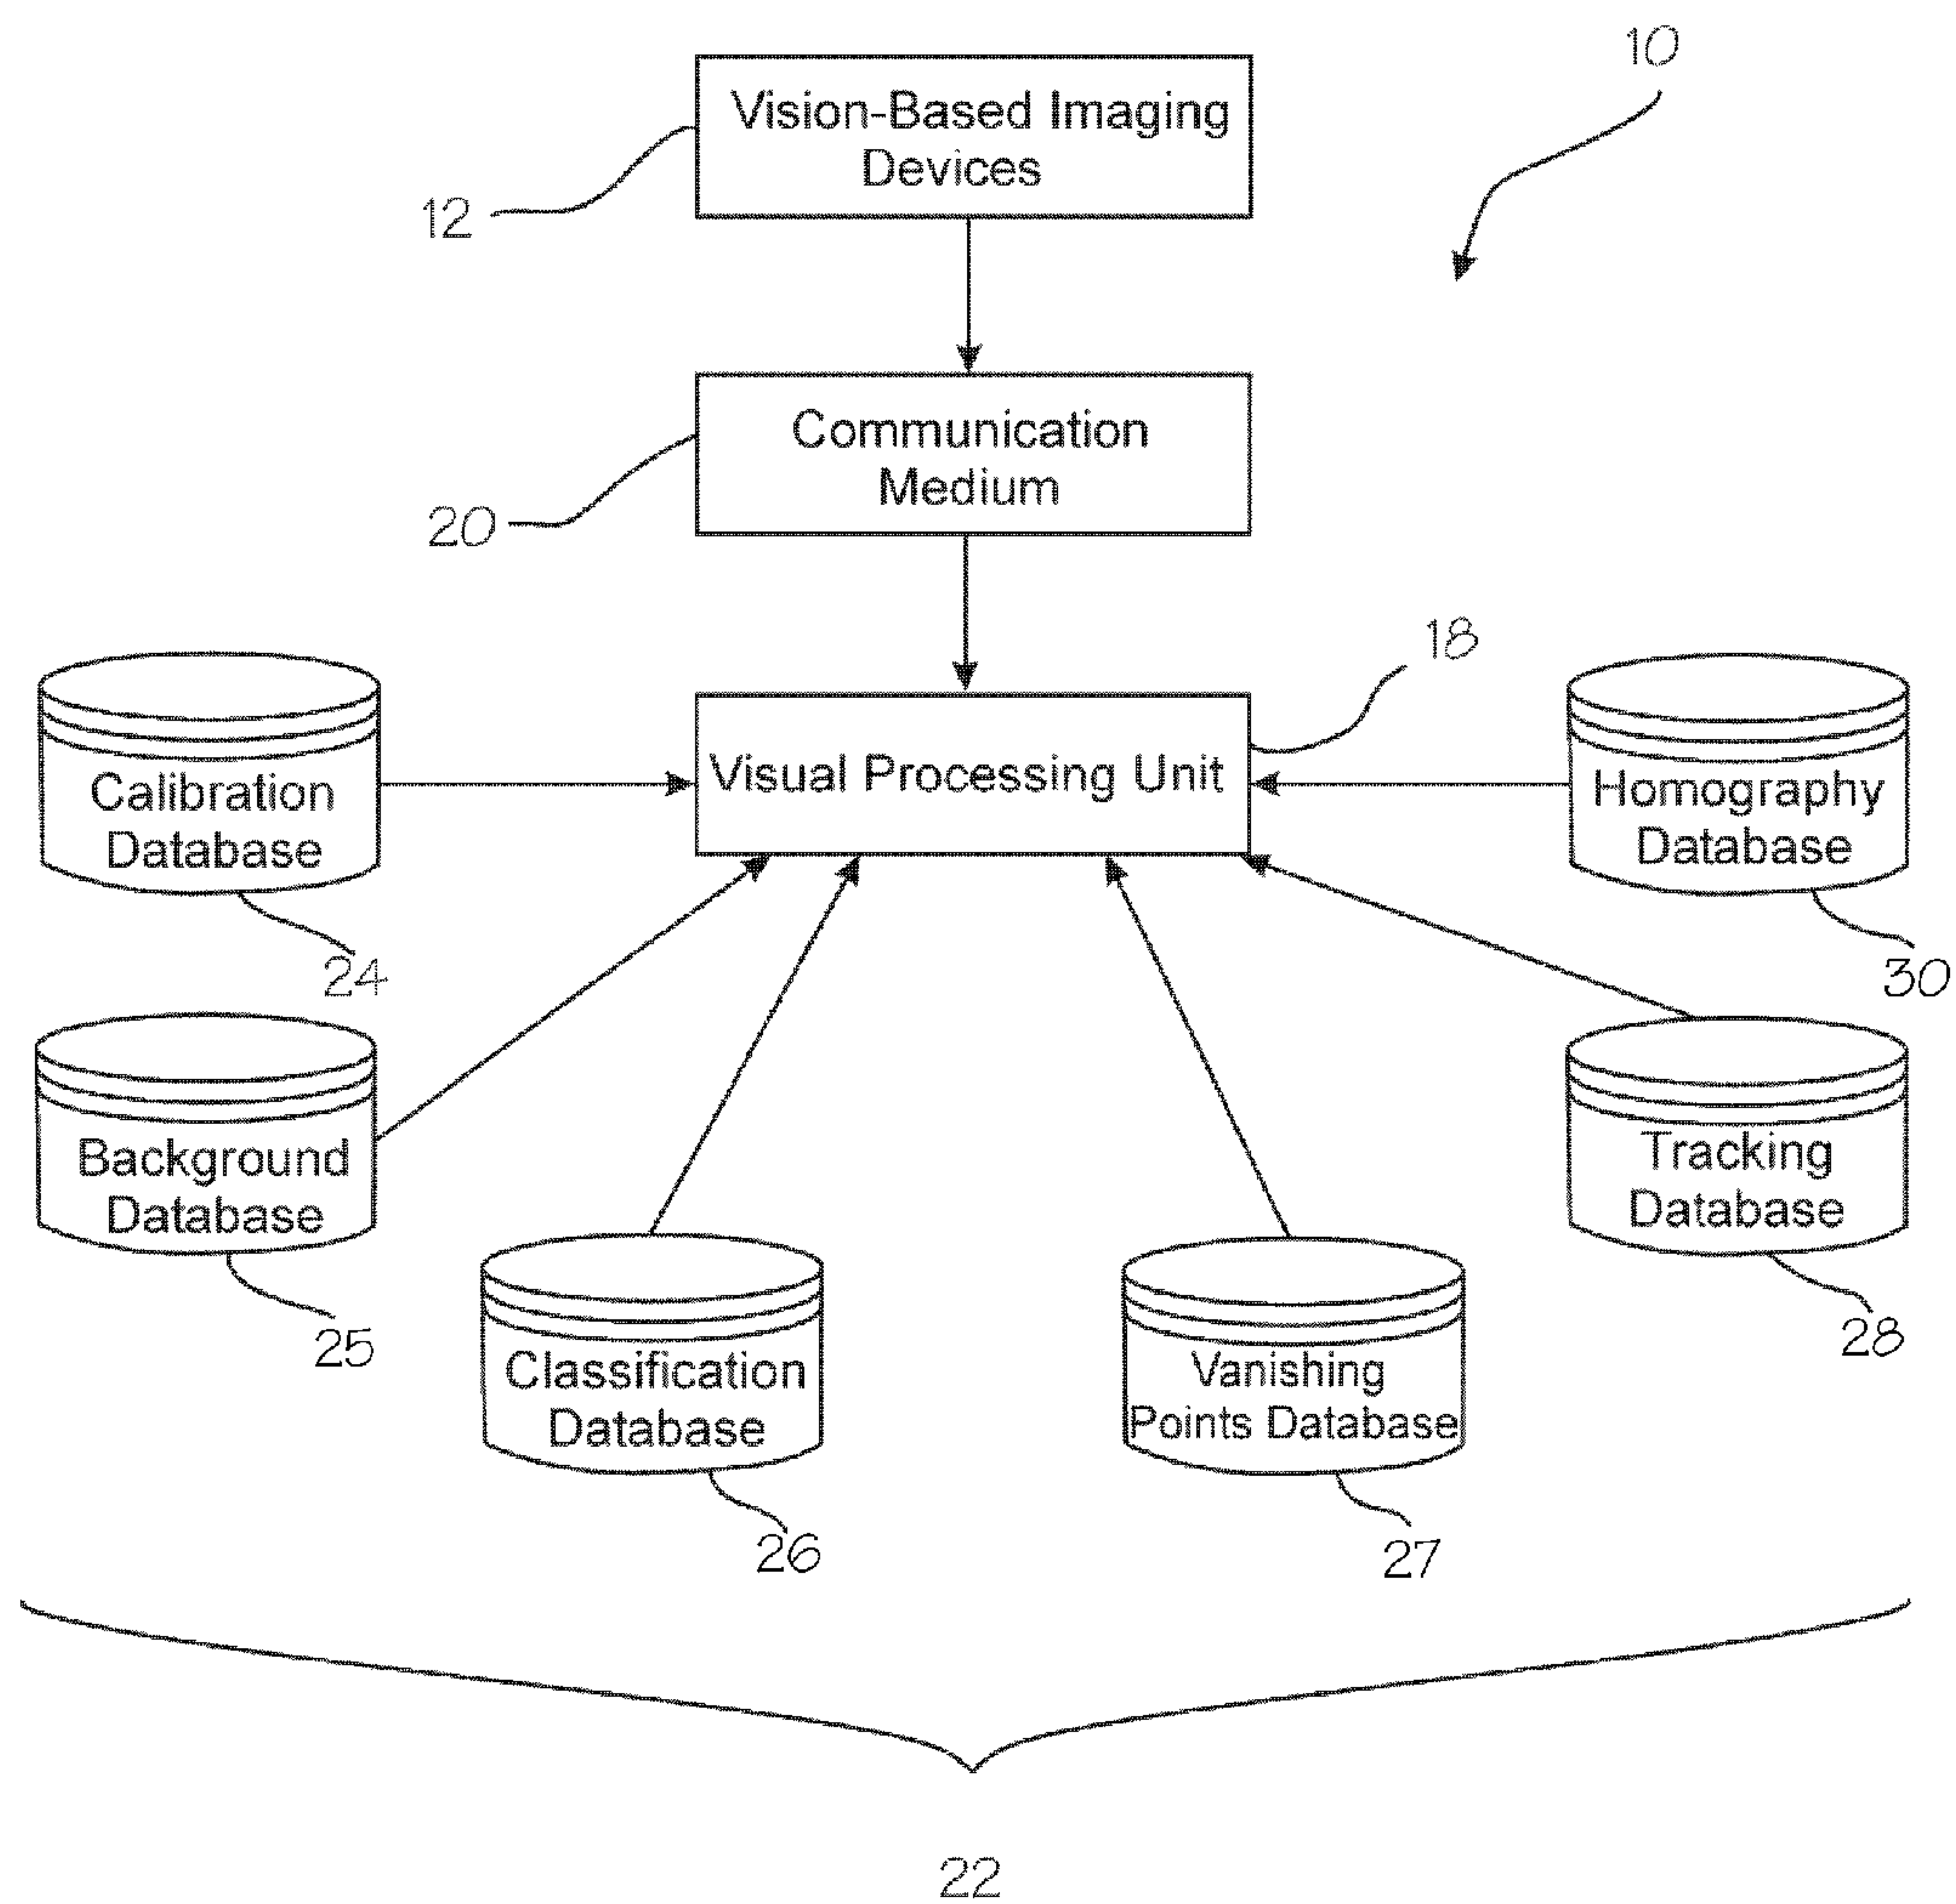 10
Vision-Based Imaging
Devices
12
Communication
Medium
20
18
Visual Processing Unit
Calibration
Database
24
Homography
Database
30
Background
Database
25
Tracking
Database
28
Classification
Database
26
Vanishing
Points Database
27
22